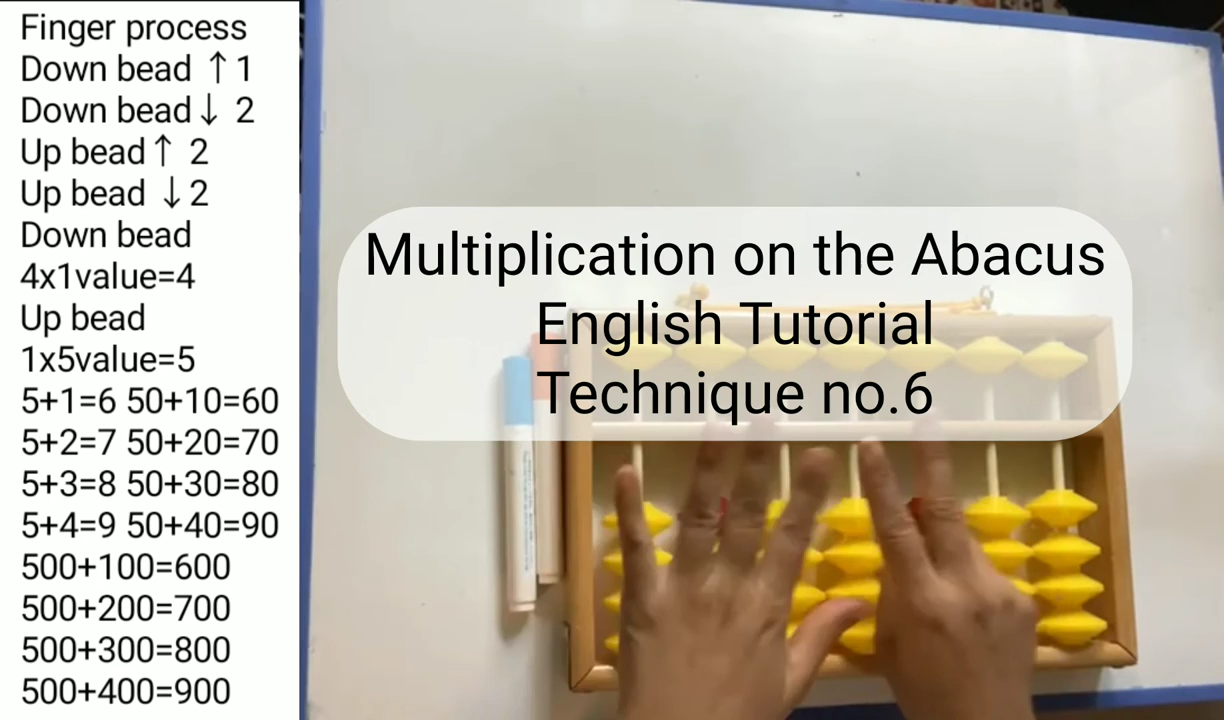 Finger process
Down bead ↑ 1
Down bead ↓ 2
Up bead ↑ 2
Up bead ↓ 2
Down bead
4x1value=4
Up bead
1x5value=5
5+1=6 50+10=60
5+2=7 50+20=70
5+3=8 50+30=80
5+4=9 50+40=90
500+100=600
500+200=700
500+300=800
500+400=900
Multiplication on the Abacus
English Tutorial
Technique no.6